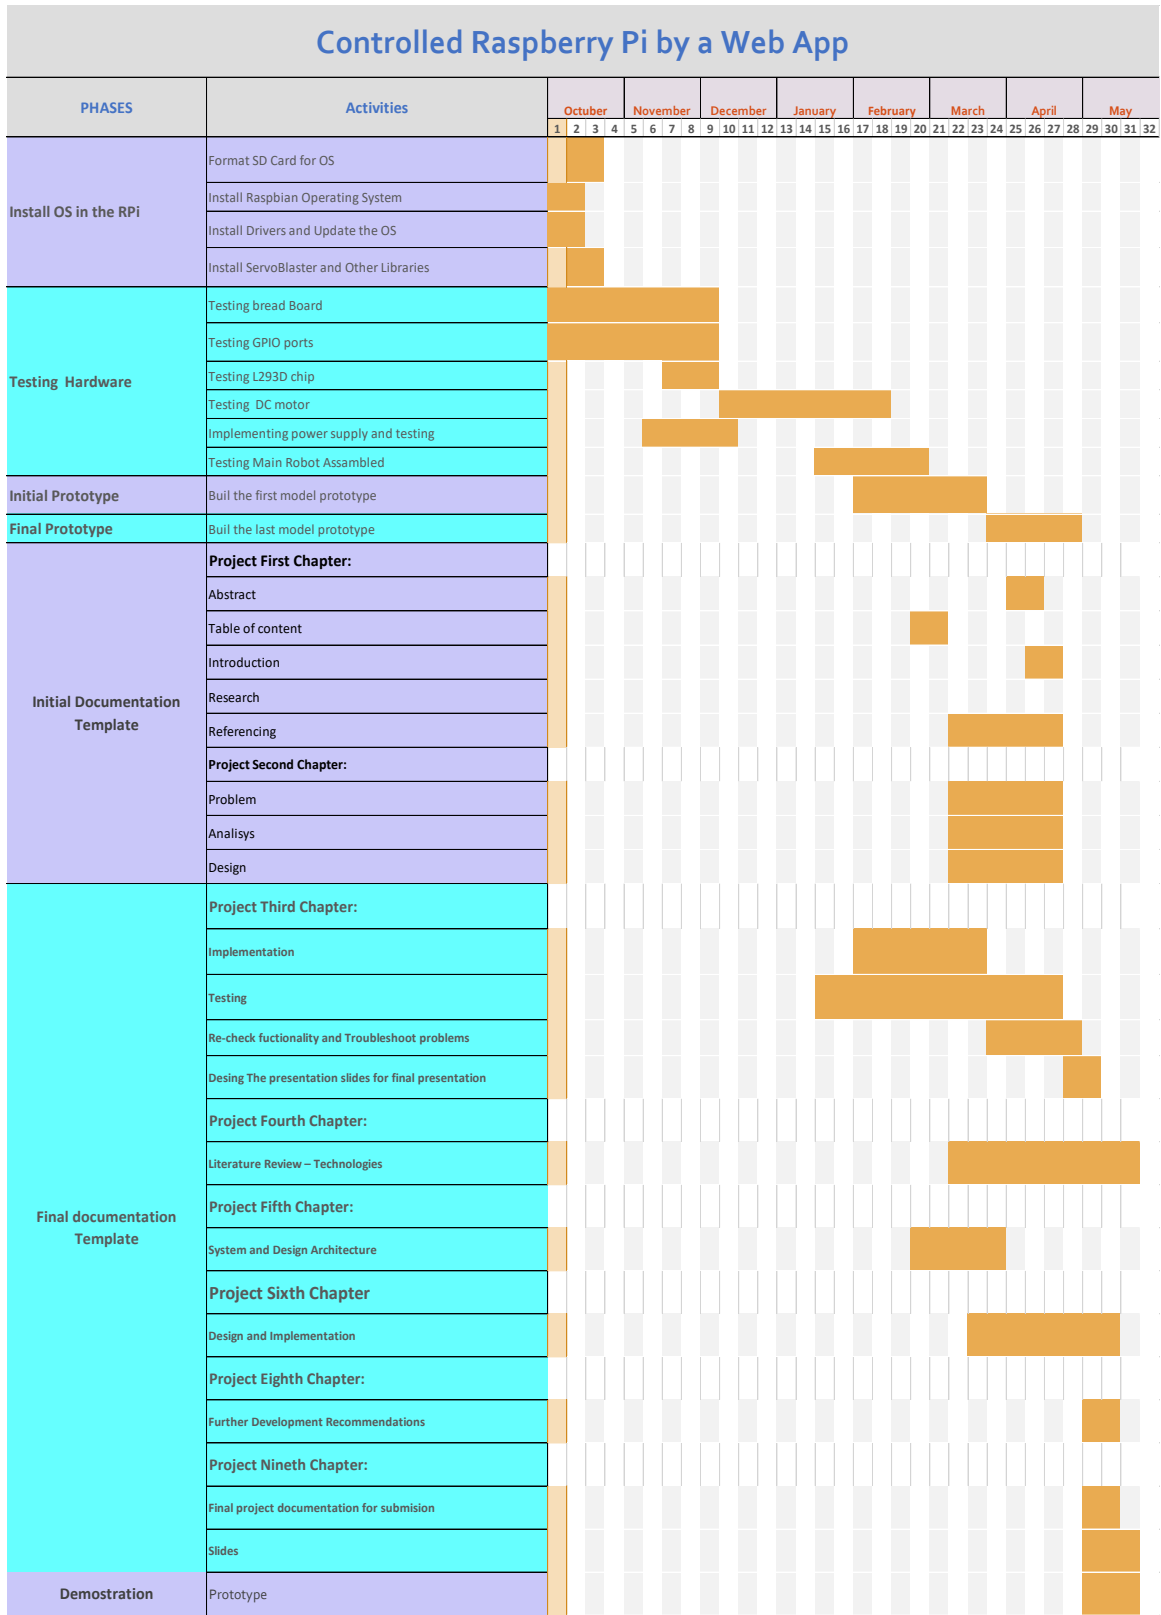 Controlled Raspberry Pi by a Web App
PHASES Activities Octuber November December January February March April May
1 2 3 4 5 6 7 8 9 10 11 12 13 14 15 16 17 18 19 20 21 22 23 24 25 26 27 28 29 30 31 32
Install OS in the RPi
Format SD Card for OS
Install Raspbian Operating System
Install Drivers and Update the OS
Install ServoBlaster and Other Libraries
Testing Hardware
Testing bread Board
Testing GPIO ports
Testing L293D chip
Testing DC motor
Implementing power supply and testing
Testing Main Robot Assambled
Initial Prototype Buil the first model prototype
Final Prototype Buil the last model prototype
Initial Documentation
Template
Project First Chapter:
Abstract
Table of content
Introduction
Research
Referencing
Project Second Chapter:
Problem
Analisys
Design
Final documentation
Template
Project Third Chapter:
Implementation
Testing
Re-check fuctionality and Troubleshoot problems
Desing The presentation slides for final presentation
Project Fourth Chapter:
Literature Review – Technologies
Project Fifth Chapter:
System and Design Architecture
Project Sixth Chapter
Design and Implementation
Project Eighth Chapter:
Further Development Recommendations
Project Nineth Chapter:
Final project documentation for submision
Slides
Demostration Prototype